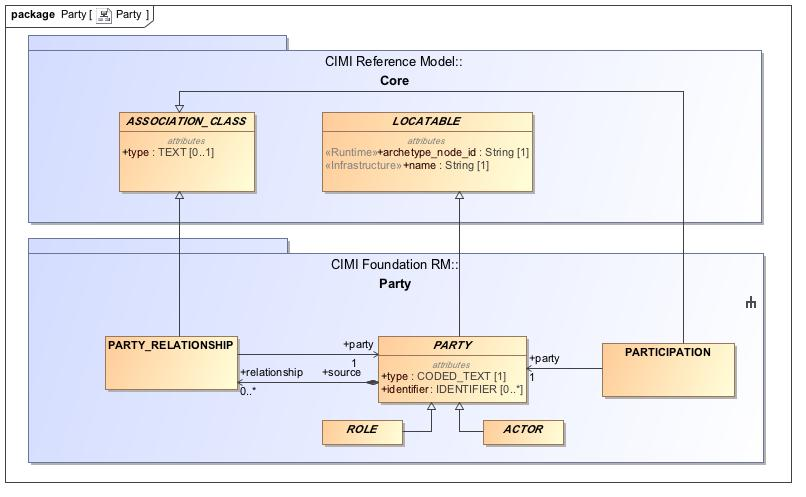 package Party [ Party ]
CIMI Reference Model::
Core
ASSOCIATION_CLASS
attributes
+type : TEXT [0..1]
LOCATABLE
attributes
«Runtime»+archetype_node_id : String [1]
«Infrastructure»+name : String [1]
CIMI Foundation RM::
Party
PARTY_RELATIONSHIP
+party
1
+relationship
0..*
+source
PARTY
attributes
+type : CODED_TEXT [1]
+identifier : IDENTIFIER [0..*]
+party
1
PARTICIPATION
ROLE
ACTOR